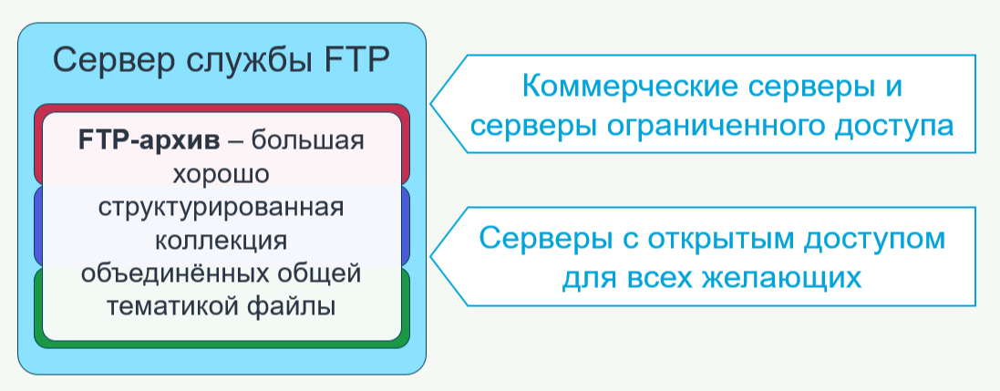 Сервер службы FTP
FTP-архив – большая
хорошо
структурированная
коллекция
объединённых общей
тематикой файлы
Коммерческие серверы и
серверы ограниченного доступа
Серверы с открытым доступом
для всех желающих